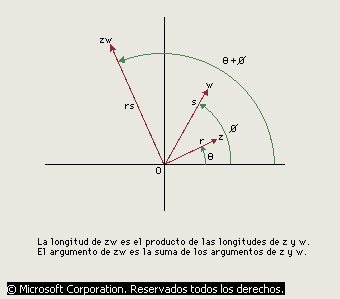 zw
θ + ϕ
w
rs
s
z
ϕ
r
θ
0
La longitud de zw es el producto de las longitudes de z y w.
El argumento de zw es la suma de los argumentos de z y w.
© Microsoft Corporation. Reservados todos los derechos.